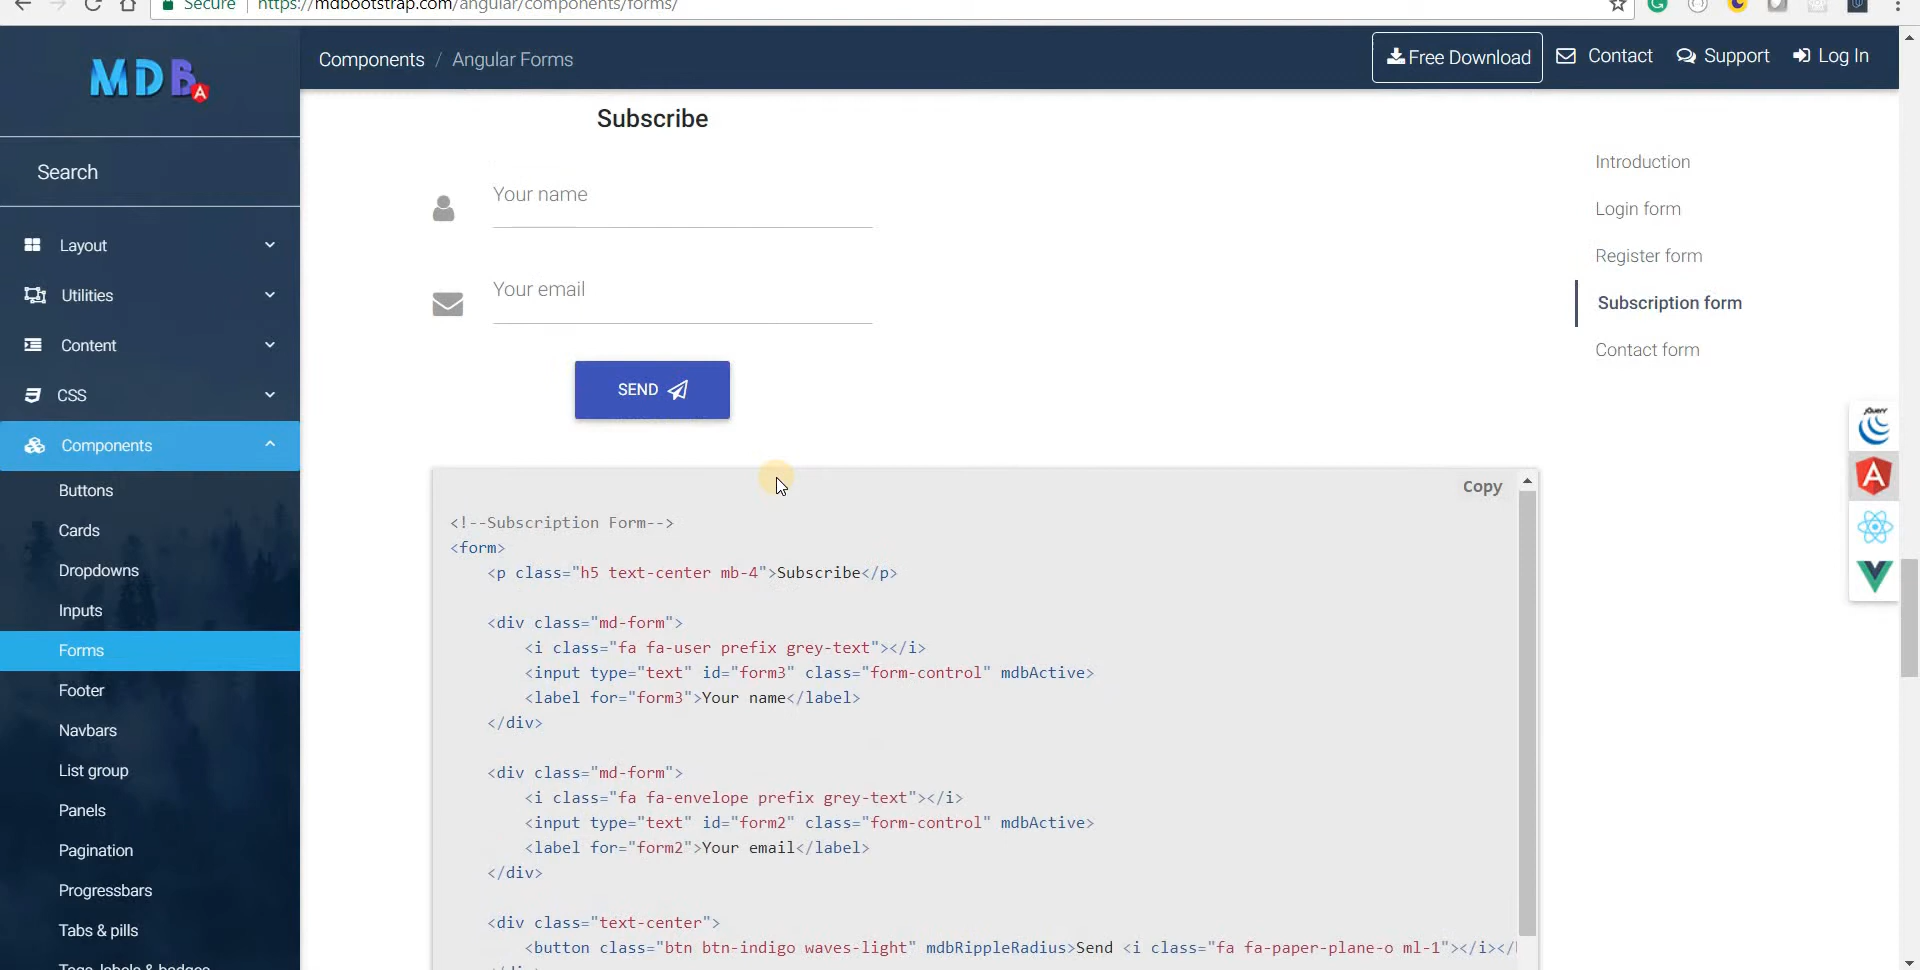 Secure https://mdbootstrap.com/angular/components/forms/
MDB
A
Components / Angular Forms
Free Download
Contact
Support
Log In
Search
Layout
Utilities
Content
CSS
Components
Buttons
Cards
Dropdowns
Inputs
Forms
Footer
Navbars
List group
Panels
Pagination
Progressbars
Tabs & pills
Tags, labels & badges
Subscribe
Your name
Your email
SEND
Copy
<!--Subscription Form-->
<form>
<p class="h5 text-center mb-4">Subscribe</p>
<div class="md-form">
<i class="fa fa-user prefix grey-text"></i>
<input type="text" id="form3" class="form-control" mdbActive>
<label for="form3">Your name</label>
</div>
<div class="md-form">
<i class="fa fa-envelope prefix grey-text"></i>
<input type="text" id="form2" class="form-control" mdbActive>
<label for="form2">Your email</label>
</div>
<div class="text-center">
<button class="btn btn-indigo waves-light" mdbRippleRadius>Send <i class="fa fa-paper-plane-o ml-1"></i></
Introduction
Login form
Register form
Subscription form
Contact form
jQuery
A